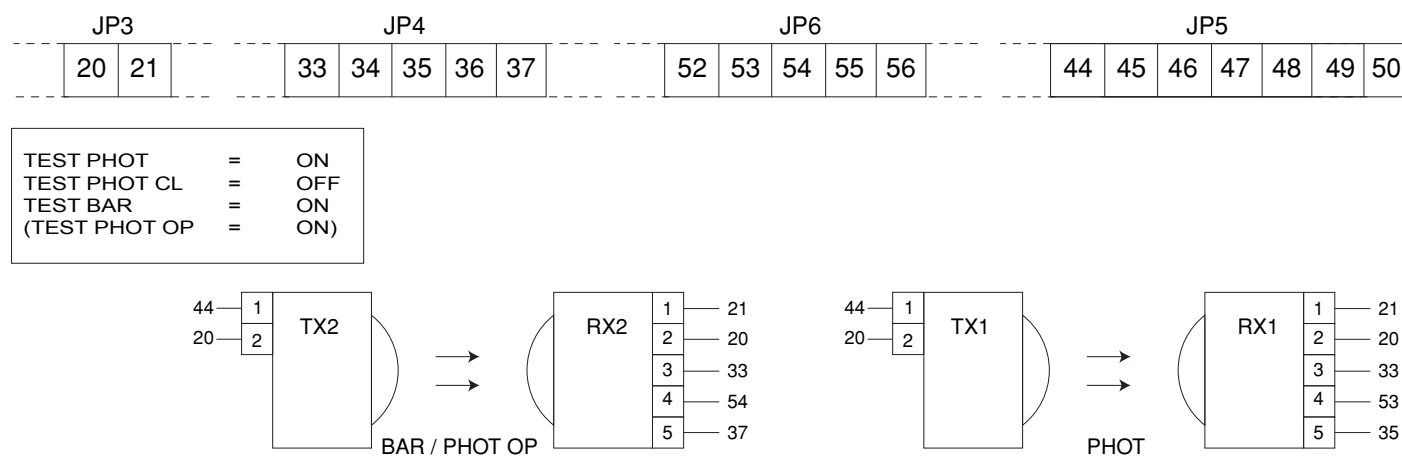 JP3 JP4 JP6 JP5
20 21 33 34 35 36 37 52 53 54 55 56 44 45 46 47 48 49 50
TEST PHOT = ON
TEST PHOT CL = OFF
TEST BAR = ON
(TEST PHOT OP = ON)
44 1 TX2 RX2 1 21 44 1 TX1 RX1 1 21
20 2 2 20 20 2 2 20
3 33 3 33
4 54 4 53
5 37 5 35
BAR / PHOT OP PHOT